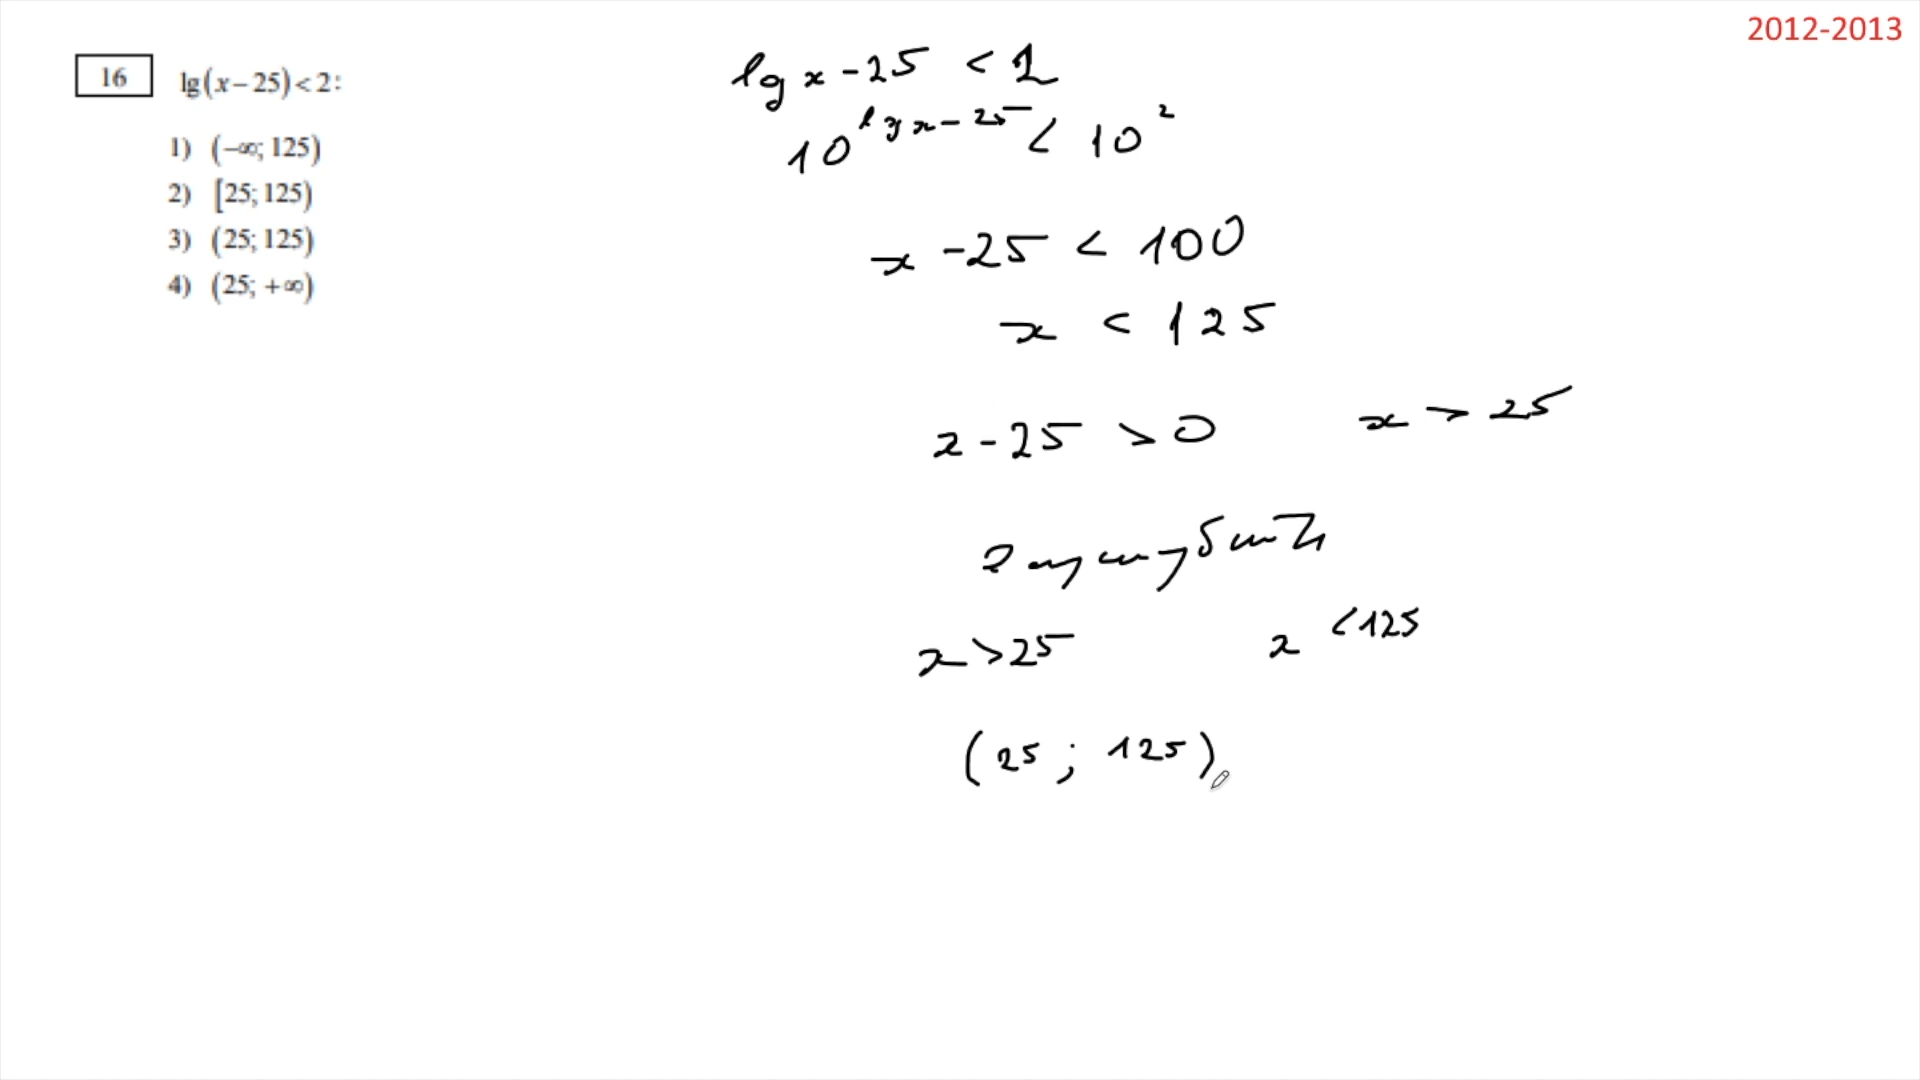 2012-2013
16 lg(x – 25) < 2:
1) (–∞; 125)
2) [25; 125)
3) (25; 125)
4) (25; +∞)
lg x - 25 < 2
10^{lg x - 25} < 10^2
x - 25 < 100
x < 125
x - 25 > 0 x > 25
x > 25 x < 125
(25 ; 125)